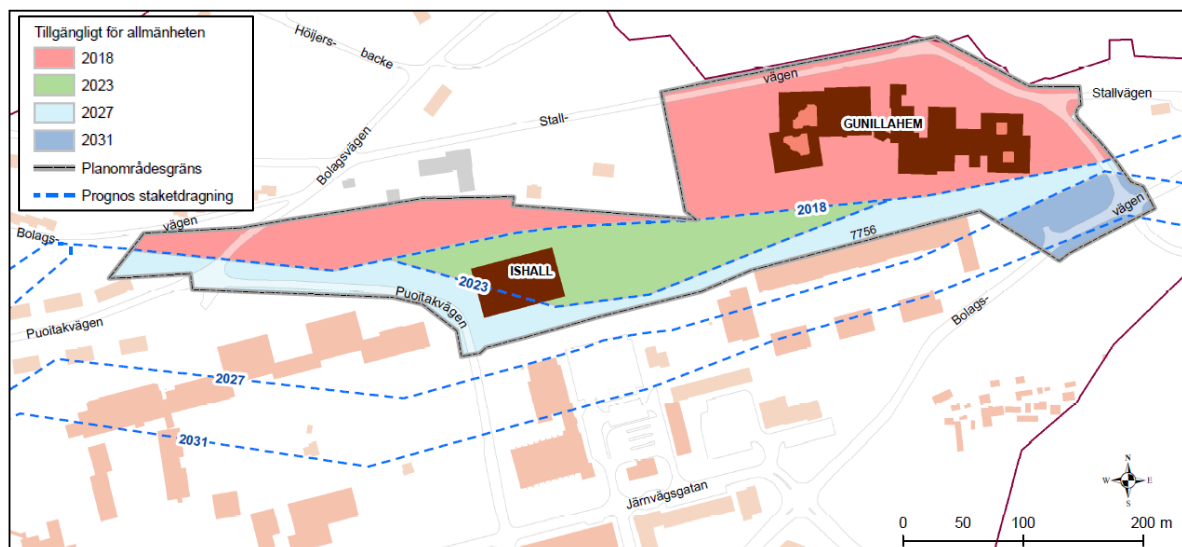 Tillgängligt för allmänheten
2018
2023
2027
2031
Planområdesgräns
Prognos staketdragning
Höijers-
backe
Bolagsvägen
Stall-
vägen
Stallvägen
GUNILLAHEM
Bolags-
vägen
2018
7756
vägen
ISHALL
2023
Puoitakvägen
Puoitakvägen
Bolags-
2027
2031
Järnvägsgatan
N
W
E
S
0
50
100
200 m